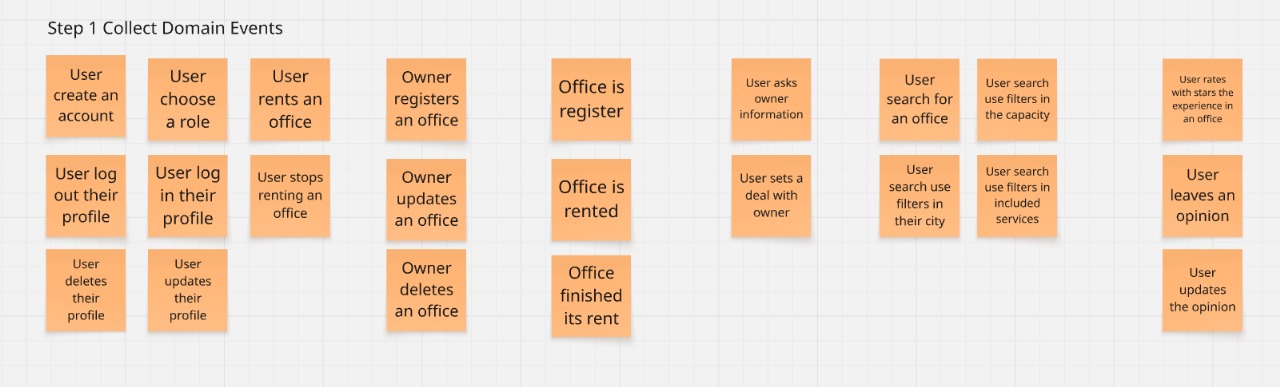 Step 1 Collect Domain Events
User
create an
account
User
choose
a role
User
rents an
office
Owner
registers
an office
Office is
register
User asks
owner
information
User
search for
an office
User search
use filters in
the capacity
User rates
with stars the
experience in
an office
User log
out their
profile
User log
in their
profile
User stops
renting an
office
Owner
updates
an office
Office is
rented
User sets a
deal with
owner
User
search use
filters in
their city
User search
use filters in
included
services
User
leaves an
opinion
User
deletes
their
profile
User
updates
their
profile
Owner
deletes
an office
Office
finished
its rent
User
updates
the opinion